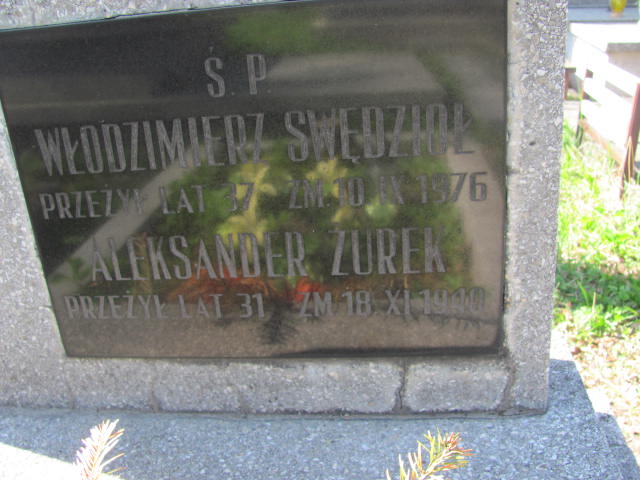 Ś. P.
WŁODZIMIERZ SWĘDZIOŁ
PRZEŻYŁ LAT 37 ZM. 10 IX 1976
ALEKSANDER ŻUREK
PRZEŻYŁ LAT 31 ZM 18. XI 1940